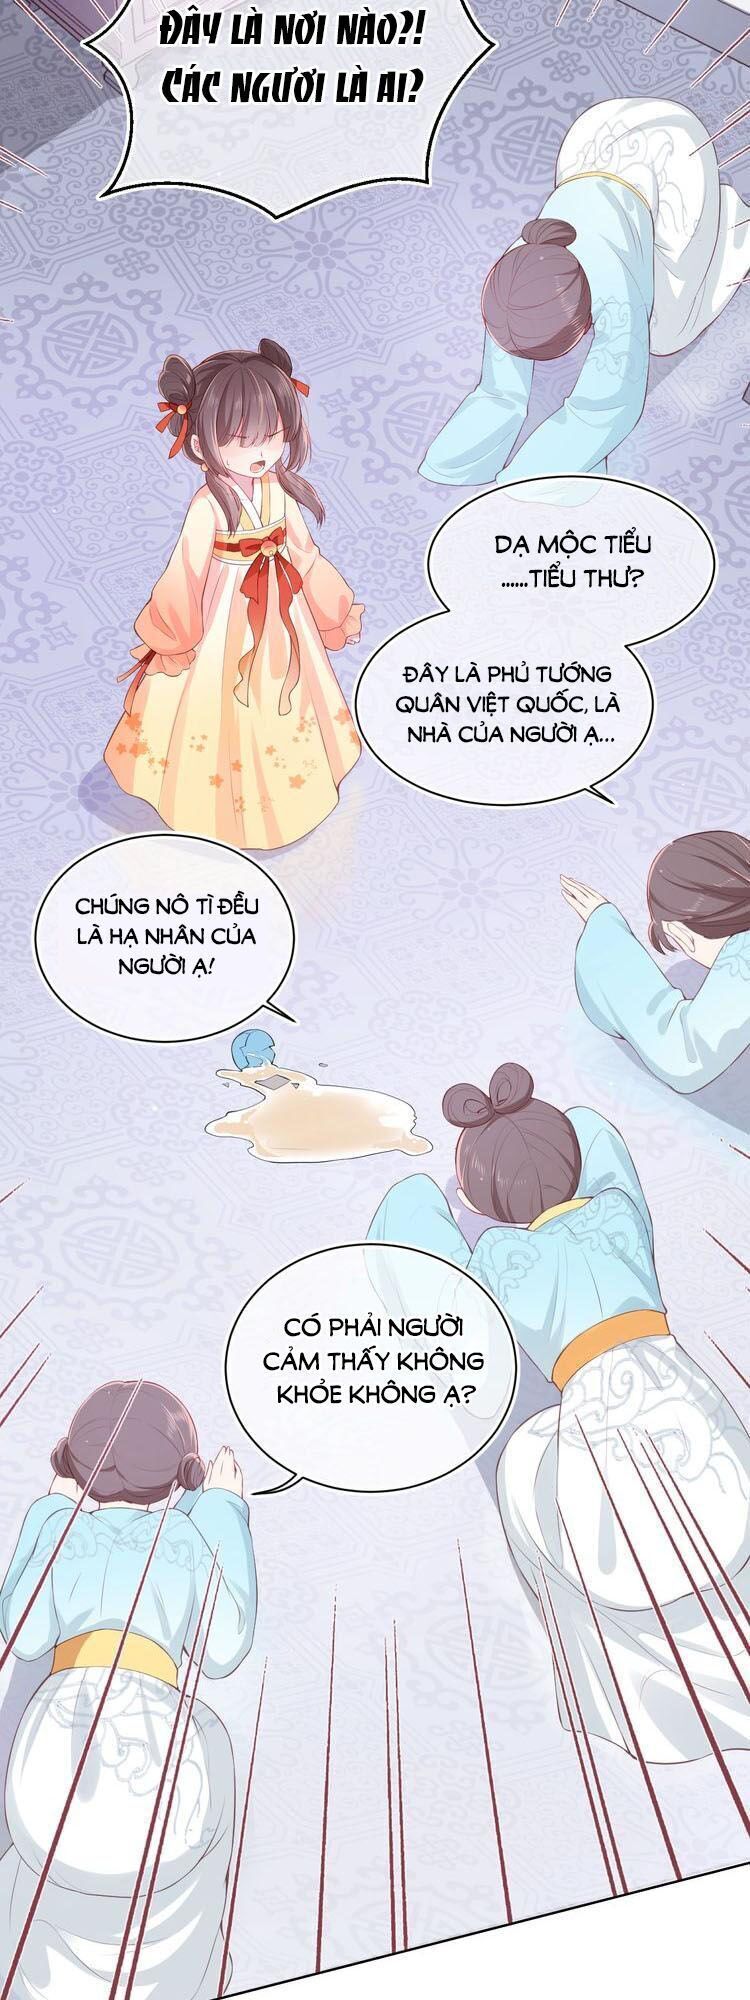 ĐÂY LÀ NƠI NÀO?!
CÁC NGƯƠI LÀ AI?
DẠ MỘC TIỂU
......TIỂU THƯ?
ĐÂY LÀ PHỦ TƯỚNG
QUÂN VIỆT QUỐC, LÀ
NHÀ CỦA NGƯỜI Ạ...
CHÚNG NÔ TÌ ĐỀU
LÀ HẠ NHÂN CỦA
NGƯỜI Ạ!
CÓ PHẢI NGƯỜI
CẢM THẤY KHÔNG
KHỎE KHÔNG Ạ?